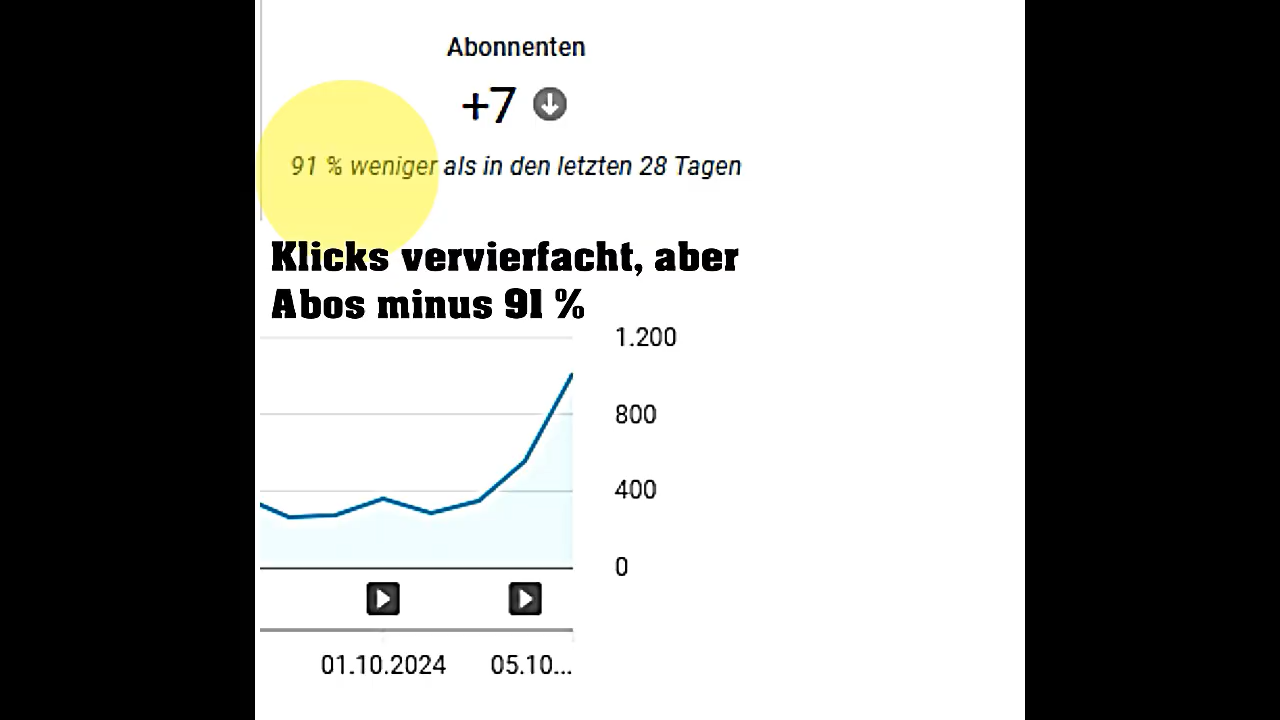 Abonnenten
+7
91 % weniger als in den letzten 28 Tagen
Klicks vervierfacht, aber
Abos minus 91 %
1.200
800
400
0
01.10.2024 05.10...